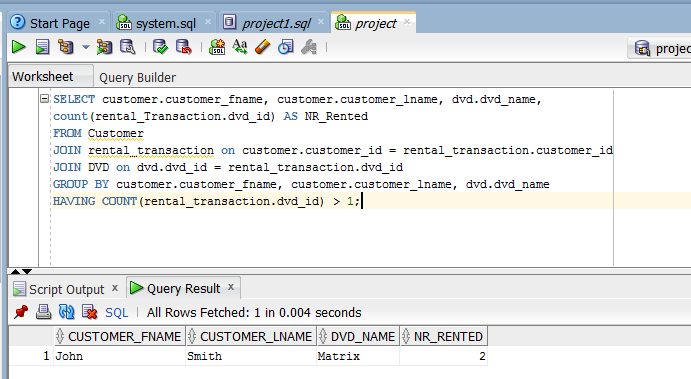 Start Page
system.sql
project1.sql
project
projec
Worksheet Query Builder
SELECT customer.customer_fname, customer.customer_lname, dvd.dvd_name,
count(rental_Transaction.dvd_id) AS NR_Rented
FROM Customer
JOIN rental_transaction on customer.customer_id = rental_transaction.customer_id
JOIN DVD on dvd.dvd_id = rental_transaction.dvd_id
GROUP BY customer.customer_fname, customer.customer_lname, dvd.dvd_name
HAVING COUNT(rental_transaction.dvd_id) > 1;
Script Output x Query Result x
SQL | All Rows Fetched: 1 in 0.004 seconds
CUSTOMER_FNAME CUSTOMER_LNAME DVD_NAME NR_RENTED
1 John Smith Matrix 2